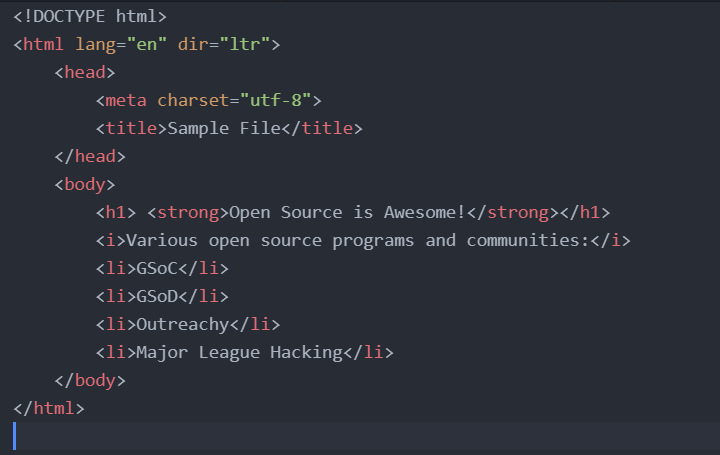 <!DOCTYPE html>
<html lang="en" dir="ltr">
    <head>
        <meta charset="utf-8">
        <title>Sample File</title>
    </head>
    <body>
        <h1> <strong>Open Source is Awesome!</strong></h1>
        <i>Various open source programs and communities:</i>
        <li>GSoC</li>
        <li>GSoD</li>
        <li>Outreachy</li>
        <li>Major League Hacking</li>
    </body>
</html>